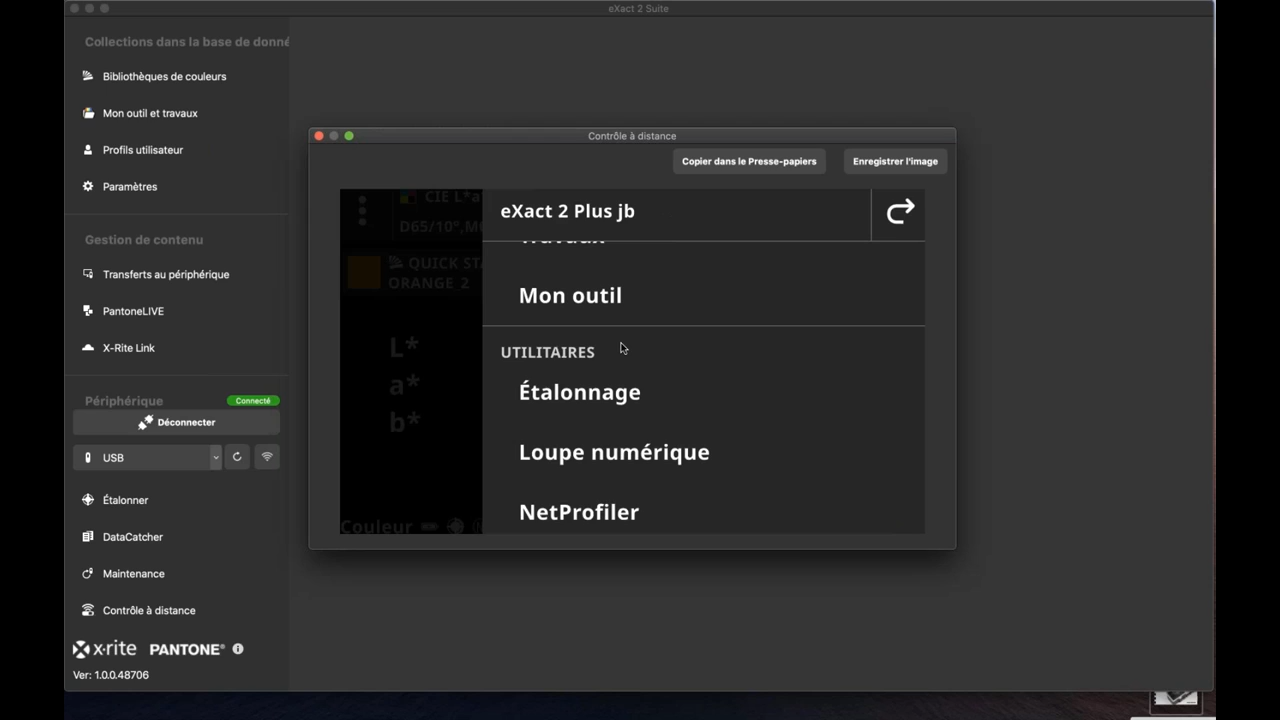 eXact 2 Suite
Collections dans la base de donné
Bibliothèques de couleurs
Mon outil et travaux
Profils utilisateur
Paramètres
Gestion de contenu
Transferts au périphérique
PantoneLIVE
X-Rite Link
Périphérique
Connecté
Déconnecter
USB
Étalonner
DataCatcher
Maintenance
Contrôle à distance
x·rite PANTONE®
Ver: 1.0.0.48706
Contrôle à distance
Copier dans le Presse-papiers
Enregistrer l'image
CIE L*a
D65/10°,M
QUICK STA
ORANGE_2
L*
a*
b*
Couleur
eXact 2 Plus jb
Travaux
Mon outil
UTILITAIRES
Étalonnage
Loupe numérique
NetProfiler